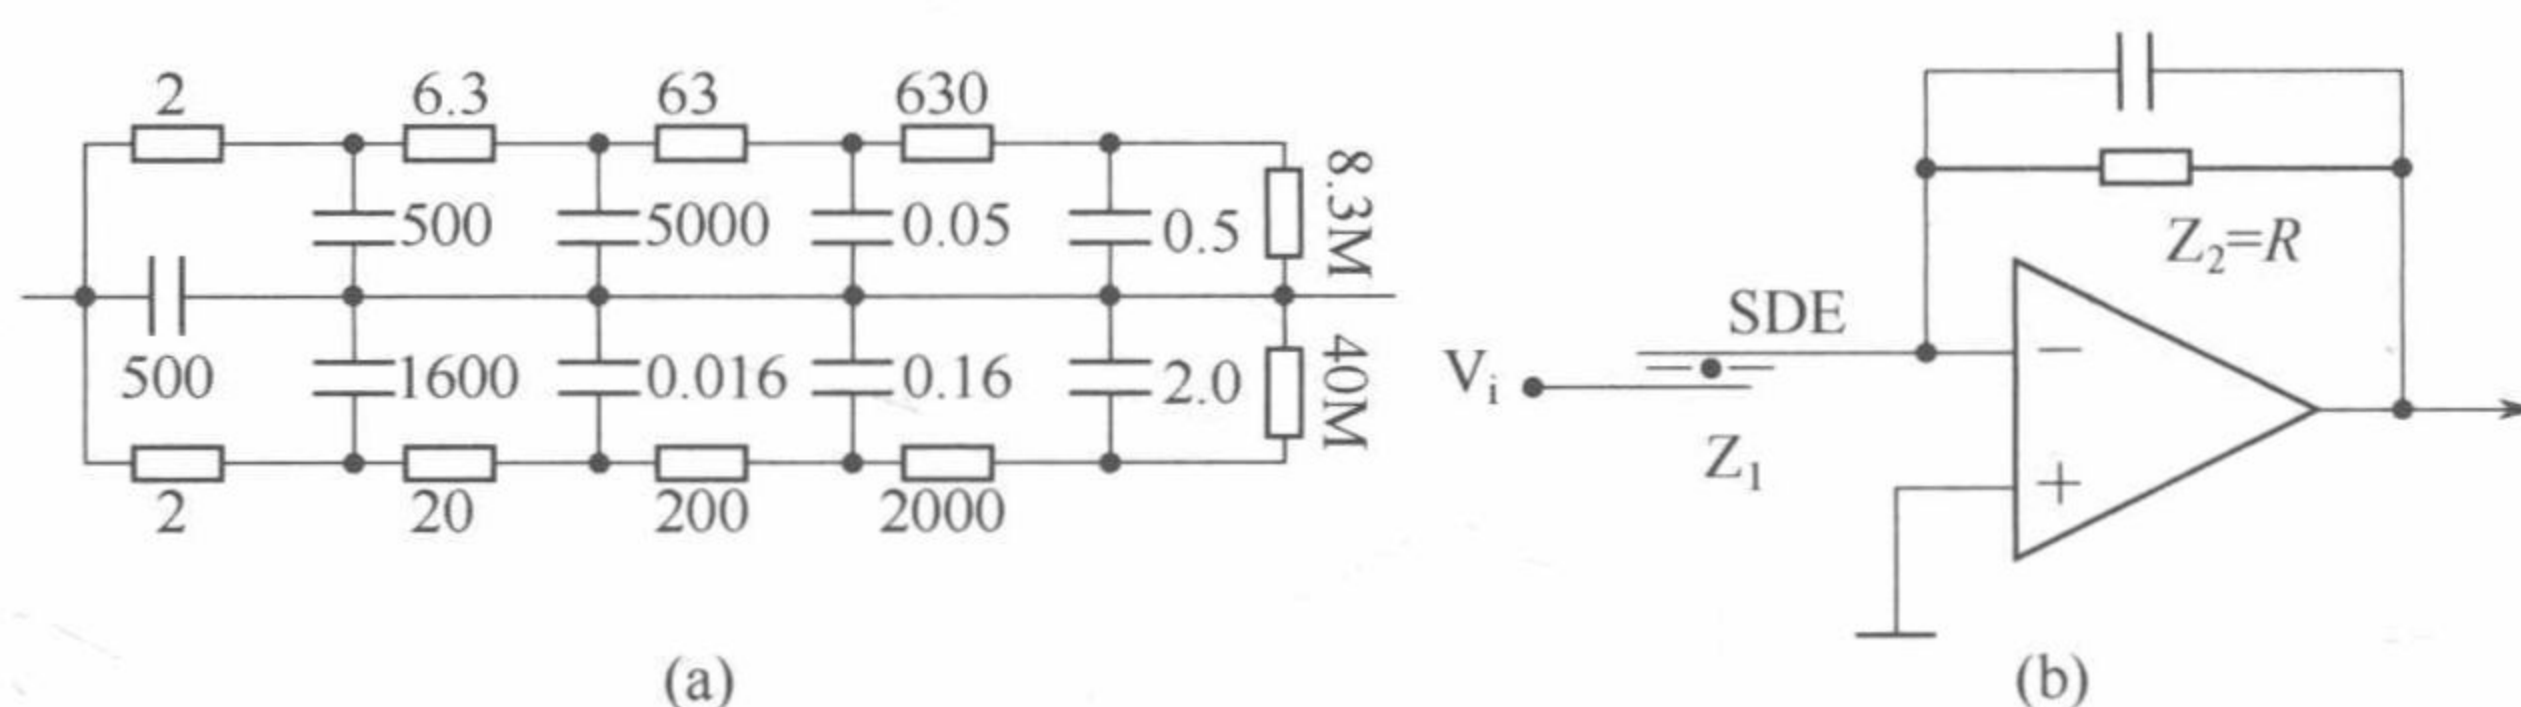 2 6.3 63 630
8.3M
500 5000 0.05 0.5
500 1600 0.016 0.16 2.0
40M
2 20 200 2000
(a)
Z₂=R
SDE
Vᵢ
Z₁
−
+
(b)